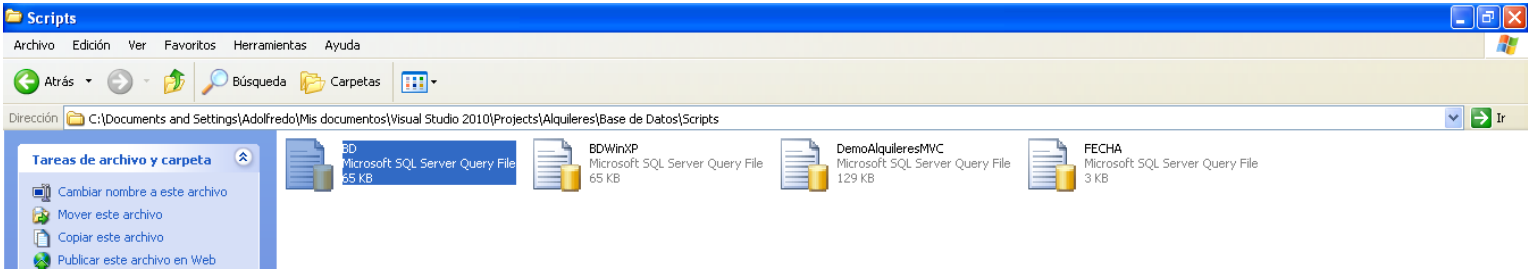 Scripts
Archivo Edición Ver Favoritos Herramientas Ayuda
Atrás Búsqueda Carpetas
Dirección C:\Documents and Settings\Adolfredo\Mis documentos\Visual Studio 2010\Projects\Alquileres\Base de Datos\Scripts Ir
Tareas de archivo y carpeta
Cambiar nombre a este archivo
Mover este archivo
Copiar este archivo
Publicar este archivo en Web
BD
Microsoft SQL Server Query File
65 KB
BDWinXP
Microsoft SQL Server Query File
65 KB
DemoAlquileresMVC
Microsoft SQL Server Query File
129 KB
FECHA
Microsoft SQL Server Query File
3 KB